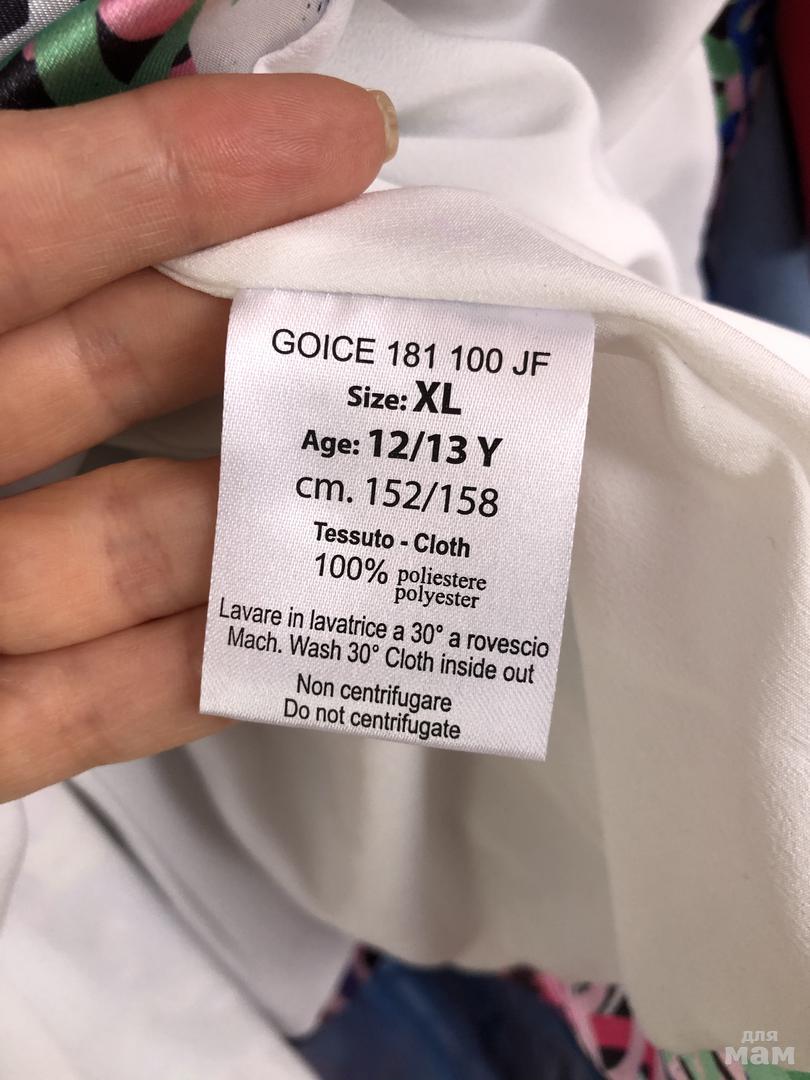 GOICE 181 100 JF
Size: XL
Age: 12/13 Y
cm. 152/158
Tessuto - Cloth
100% poliestere
polyester
Lavare in lavatrice a 30° a rovescio
Mach. Wash 30° Cloth inside out
Non centrifugare
Do not centrifugate
для
мам